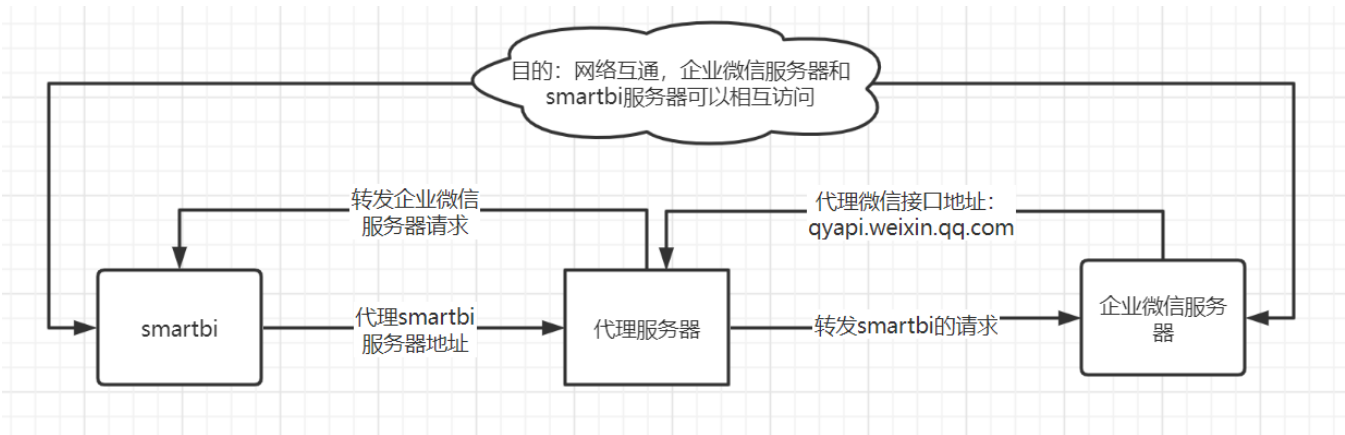 目的：网络互通，企业微信服务器和
smartbi服务器可以相互访问
转发企业微信
服务器请求
代理微信接口地址：
qyapi.weixin.qq.com
smartbi
代理smartbi
服务器地址
代理服务器
转发smartbi的请求
企业微信服务
器